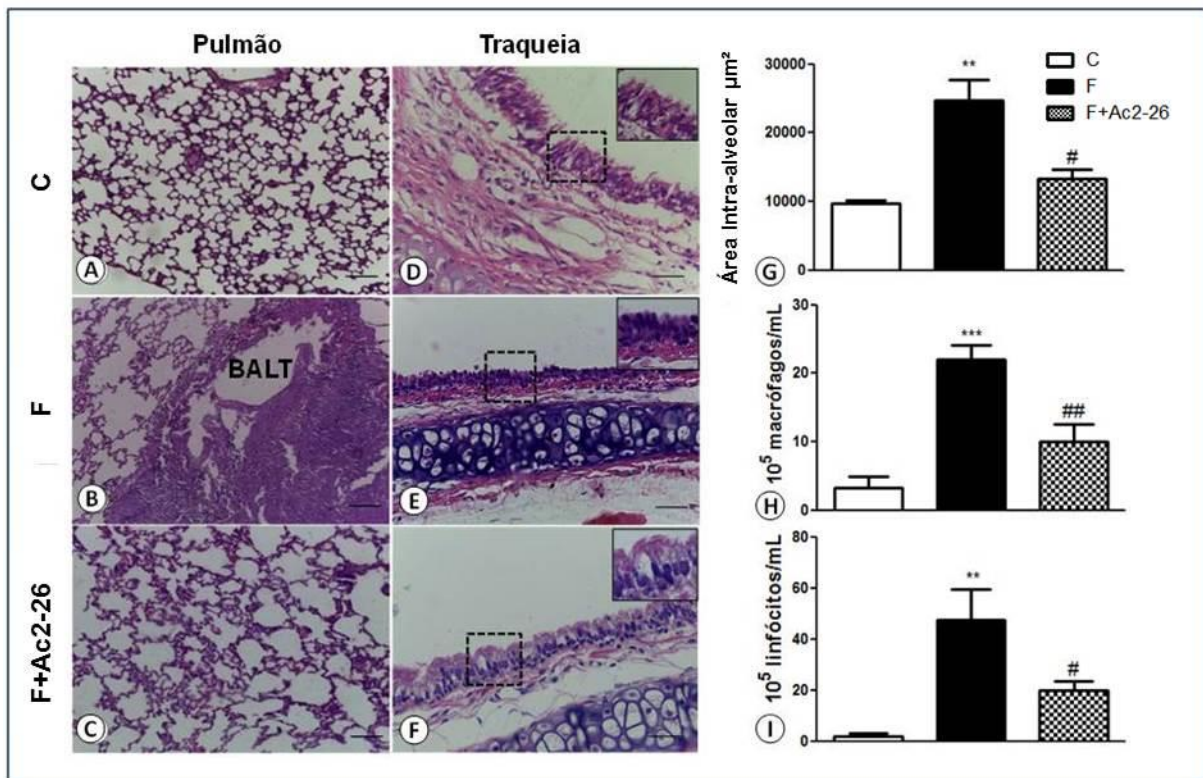 Pulmão
Traqueia
C
F
F+Ac2-26
A
D
B
BALT
E
C
F
Área Intra-alveolar µm²
30000
20000
10000
0
**
#
C
F
F+Ac2-26
G
10⁵ macrófagos/mL
30
20
10
0
***
##
H
10⁵ linfócitos/mL
80
60
40
20
0
**
#
I